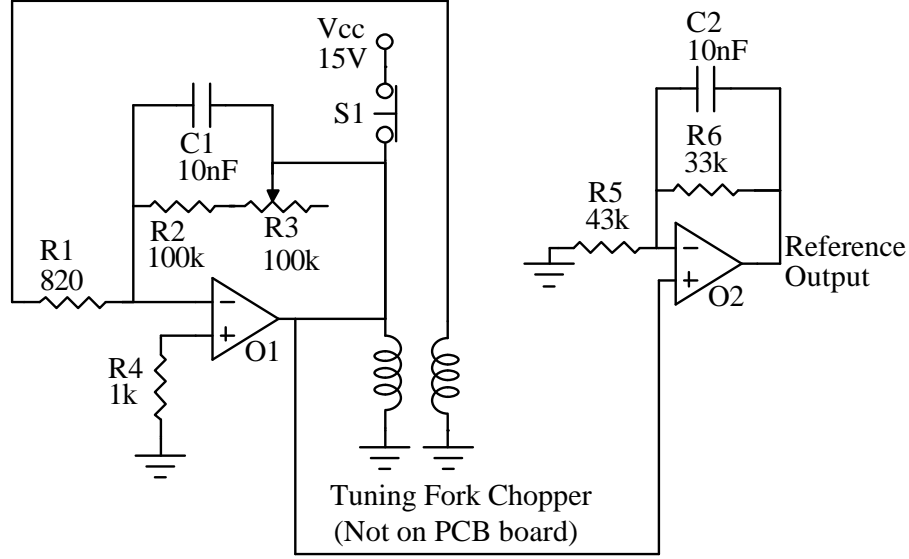 Vcc
15V
S1
C1
10nF
R2
100k
R3
100k
R1
820
−
+
O1
R4
1k
Tuning Fork Chopper
(Not on PCB board)
C2
10nF
R6
33k
R5
43k
−
+
O2
Reference
Output